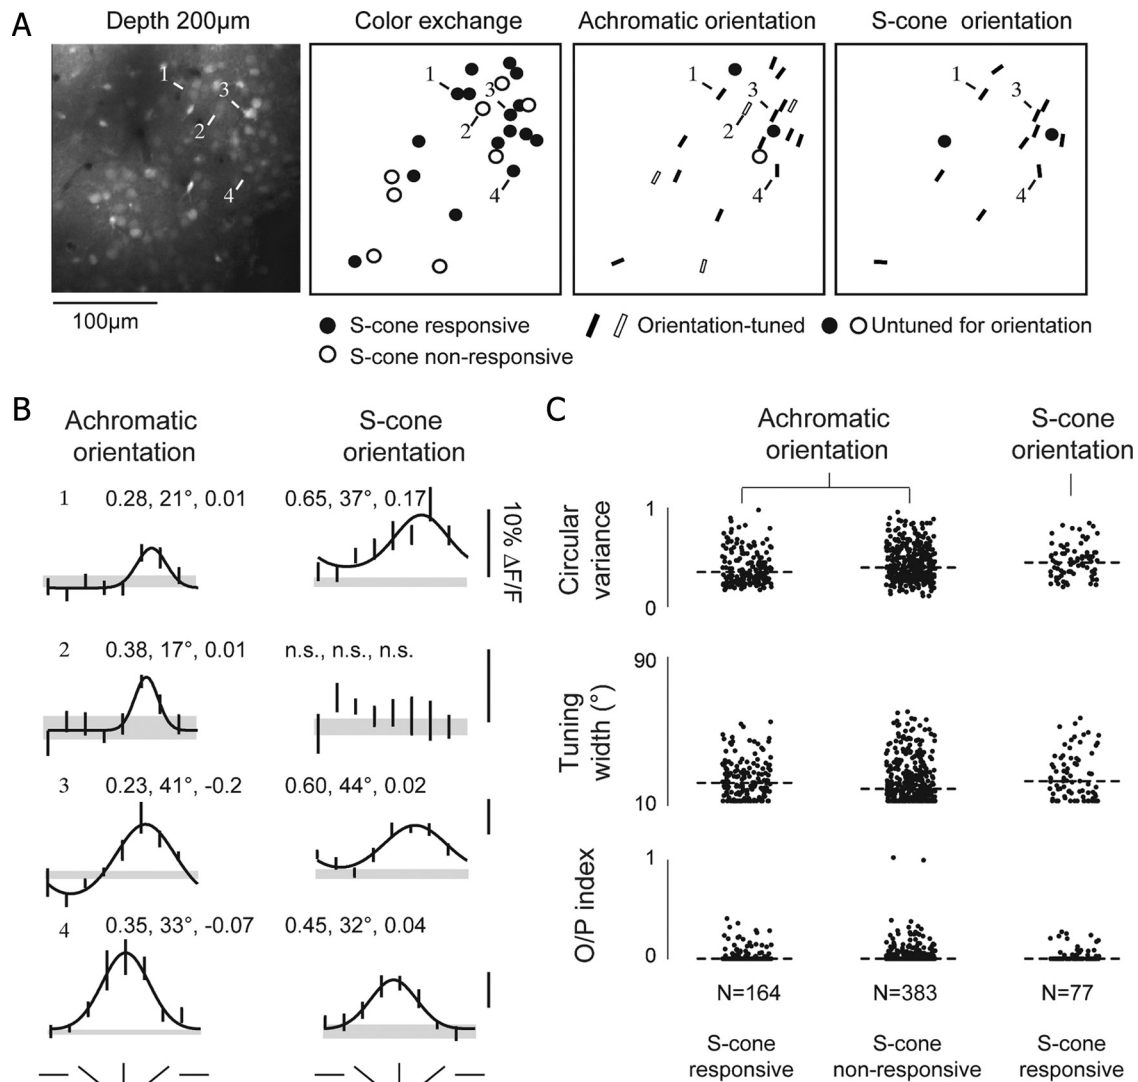 A
Depth 200µm
Color exchange
Achromatic orientation
S-cone orientation
1
3
2
4
1
3
2
4
1
3
2
4
1
3
4
100µm
S-cone responsive
S-cone non-responsive
Orientation-tuned
Untuned for orientation
B
Achromatic
orientation
S-cone
orientation
1
0.28, 21°, 0.01
0.65, 37°, 0.17
10% ΔF/F
2
0.38, 17°, 0.01
n.s., n.s., n.s.
3
0.23, 41°, -0.2
0.60, 44°, 0.02
4
0.35, 33°, -0.07
0.45, 32°, 0.04
C
Achromatic
orientation
S-cone
orientation
Circular
variance
1
0
Tuning
width (°)
90
10
O/P index
1
0
N=164
N=383
N=77
S-cone
responsive
S-cone
non-responsive
S-cone
responsive